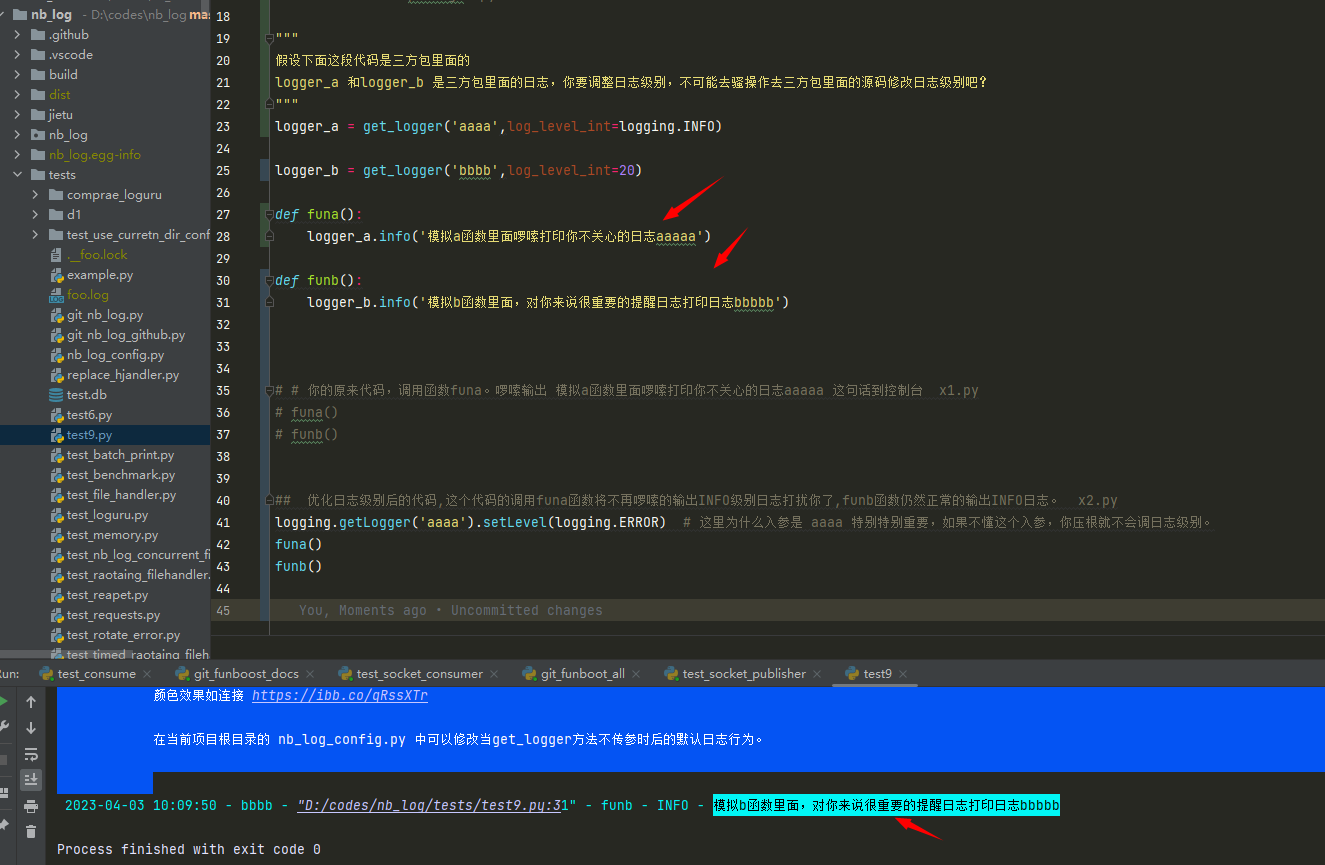 nb_log - D:\codes\nb_log mas
.github
.vscode
build
dist
jietu
nb_log
nb_log.egg-info
tests
comprae_loguru
d1
test_use_curretn_dir_conf
.__foo.lock
example.py
foo.log
git_nb_log.py
git_nb_log_github.py
nb_log_config.py
replace_hjandler.py
test.db
test6.py
test9.py
test_batch_print.py
test_benchmark.py
test_file_handler.py
test_loguru.py
test_memory.py
test_nb_log_concurrent_fi
test_raotaing_filehandler.
test_reapet.py
test_requests.py
test_rotate_error.py
test_timed_raotaing_fileh
18
19 """
20 假设下面这段代码是三方包里面的
21 logger_a 和logger_b 是三方包里面的日志，你要调整日志级别，不可能去骚操作去三方包里面的源码修改日志级别吧？
22 """
23 logger_a = get_logger('aaaa',log_level_int=logging.INFO)
24
25 logger_b = get_logger('bbbb',log_level_int=20)
26
27 def funa():
28 logger_a.info('模拟a函数里面啰嗦打印你不关心的日志aaaaa')
29
30 def funb():
31 logger_b.info('模拟b函数里面，对你来说很重要的提醒日志打印日志bbbbb')
32
33
34
35 # # 你的原来代码，调用函数funa。啰嗦输出 模拟a函数里面啰嗦打印你不关心的日志aaaaa 这句话到控制台 x1.py
36 # funa()
37 # funb()
38
39
40 ## 优化日志级别后的代码,这个代码的调用funa函数将不再啰嗦的输出INFO级别日志打扰你了,funb函数仍然正常的输出INFO日志。 x2.py
41 logging.getLogger('aaaa').setLevel(logging.ERROR) # 这里为什么入参是 aaaa 特别特别重要，如果不懂这个入参，你压根就不会调日志级别。
42 funa()
43 funb()
44
45 You, Moments ago • Uncommitted changes
un: test_consume git_funboost_docs test_socket_consumer git_funboot_all test_socket_publisher test9
颜色效果如连接 https://ibb.co/qRssXTr
在当前项目根目录的 nb_log_config.py 中可以修改当get_logger方法不传参时后的默认日志行为。
2023-04-03 10:09:50 - bbbb - "D:/codes/nb_log/tests/test9.py:31" - funb - INFO - 模拟b函数里面，对你来说很重要的提醒日志打印日志bbbbb
Process finished with exit code 0